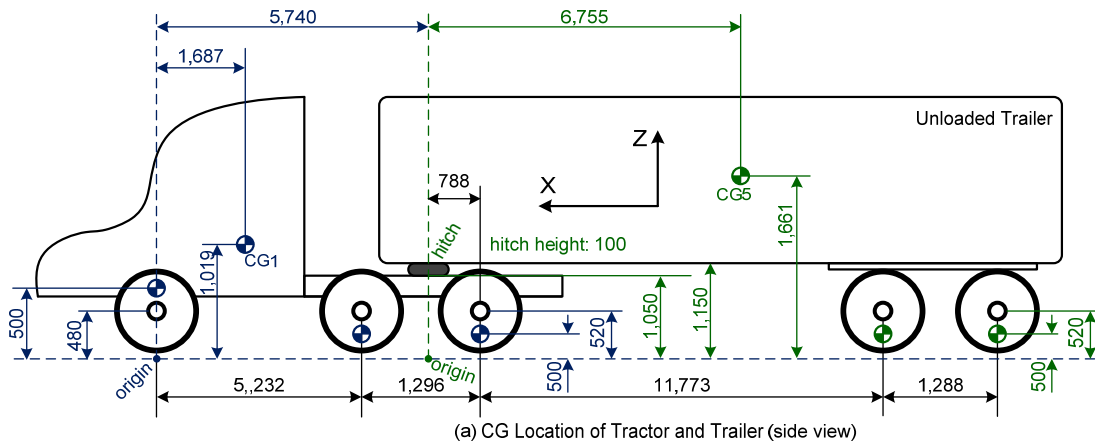 5,740
6,755
1,687
Unloaded Trailer
Z
788
X
CG5
hitch
hitch height: 100
CG1
1,019
1,661
500
480
1,050
1,150
520
520
origin
origin
500
500
5,,232
1,296
11,773
1,288
(a) CG Location of Tractor and Trailer (side view)